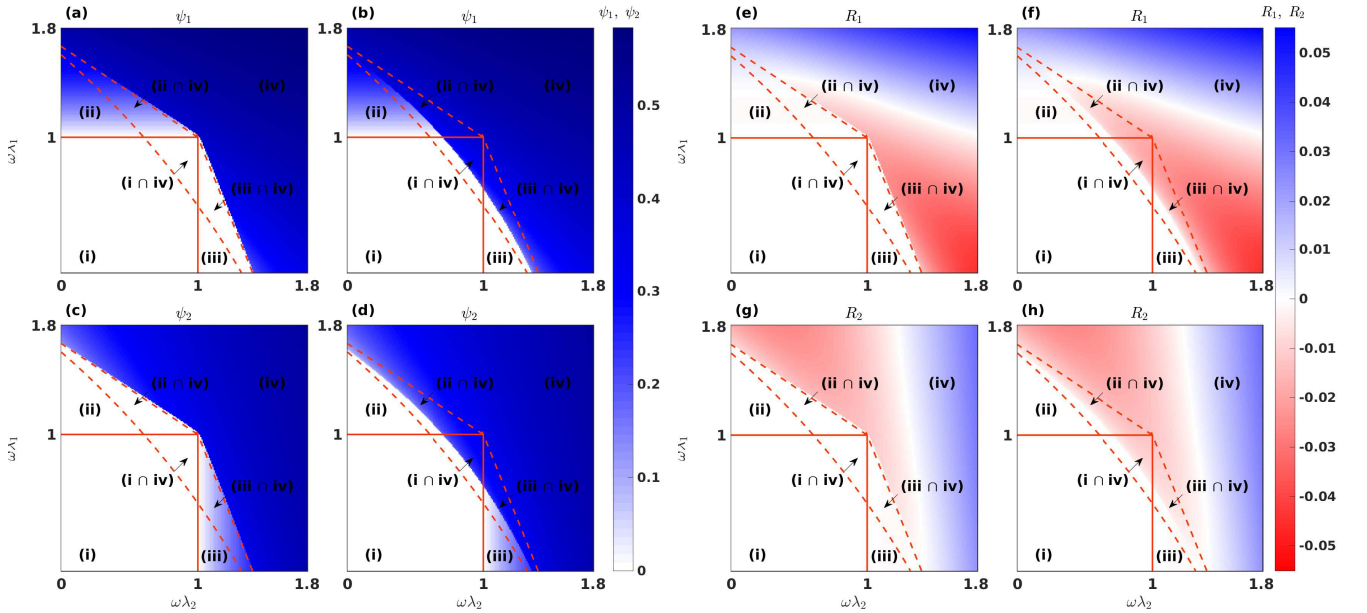 (a) ψ₁ (b) ψ₁ ψ₁, ψ₂ (e) R₁ (f) R₁ R₁, R₂
1.8 1.8 1.8 1.8
(ii ∩ iv) (iv) (ii ∩ iv) (iv) (ii ∩ iv) (iv) (ii ∩ iv) (iv)
(ii) (ii) (ii) (ii)
ωλ₁ 1 1 ωλ₁ 1 1
(i ∩ iv) (iii ∩ iv) (i ∩ iv) (iii ∩ iv) (i ∩ iv) (iii ∩ iv) (i ∩ iv) (iii ∩ iv)
(i) (iii) (i) (iii) (i) (iii) (i) (iii)
0 1 1.8 0 1 1.8 0 1 1.8 0 1 1.8
(c) ψ₂ (d) ψ₂ (g) R₂ (h) R₂
1.8 1.8 1.8 1.8
(ii ∩ iv) (iv) (ii ∩ iv) (iv) (ii ∩ iv) (iv) (ii ∩ iv) (iv)
(ii) (ii) (ii) (ii)
ωλ₁ 1 1 ωλ₁ 1 1
(i ∩ iv) (iii ∩ iv) (i ∩ iv) (iii ∩ iv) (i ∩ iv) (iii ∩ iv) (i ∩ iv) (iii ∩ iv)
(i) (iii) (i) (iii) (i) (iii) (i) (iii)
0 1 1.8 0 1 1.8 0 1 1.8 0 1 1.8
ωλ₂ ωλ₂ ωλ₂ ωλ₂
0.5
0.4
0.3
0.2
0.1
0
0.05
0.04
0.03
0.02
0.01
0
-0.01
-0.02
-0.03
-0.04
-0.05